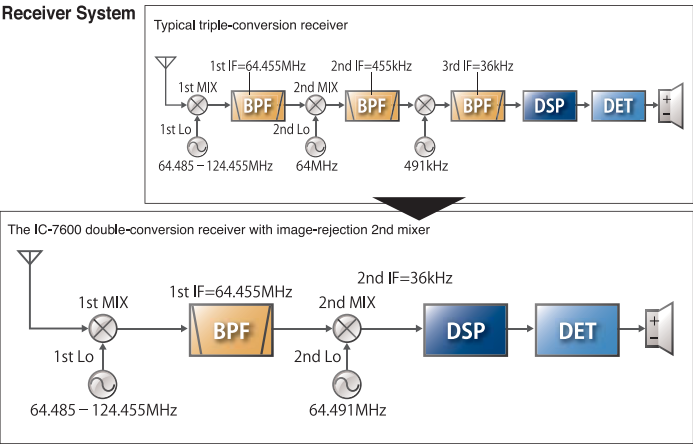 Receiver System
Typical triple-conversion receiver
1st IF=64.455MHz
2nd IF=455kHz
3rd IF=36kHz
1st MIX
2nd MIX
BPF
BPF
BPF
DSP
DET
+
−
1st Lo
2nd Lo
64.485 – 124.455MHz
64MHz
491kHz
The IC-7600 double-conversion receiver with image-rejection 2nd mixer
1st IF=64.455MHz
2nd IF=36kHz
1st MIX
2nd MIX
BPF
DSP
DET
+
−
1st Lo
2nd Lo
64.485 – 124.455MHz
64.491MHz